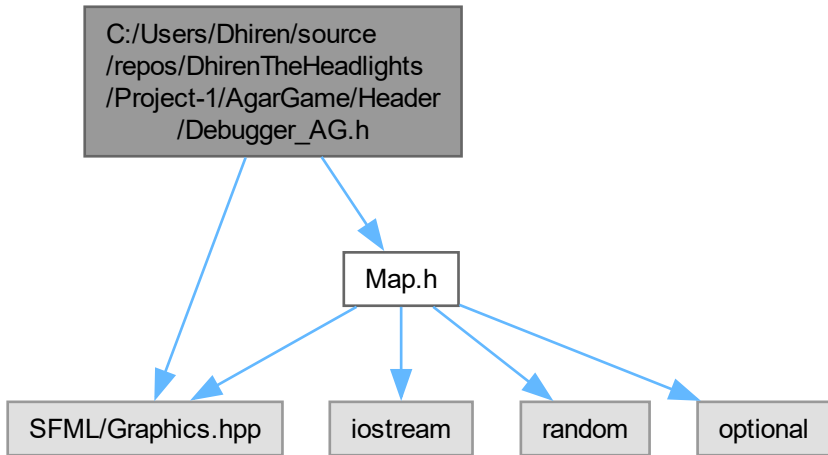 C:/Users/Dhiren/source
/repos/DhirenTheHeadlights
/Project-1/AgarGame/Header
/Debugger_AG.h
Map.h
SFML/Graphics.hpp
iostream
random
optional